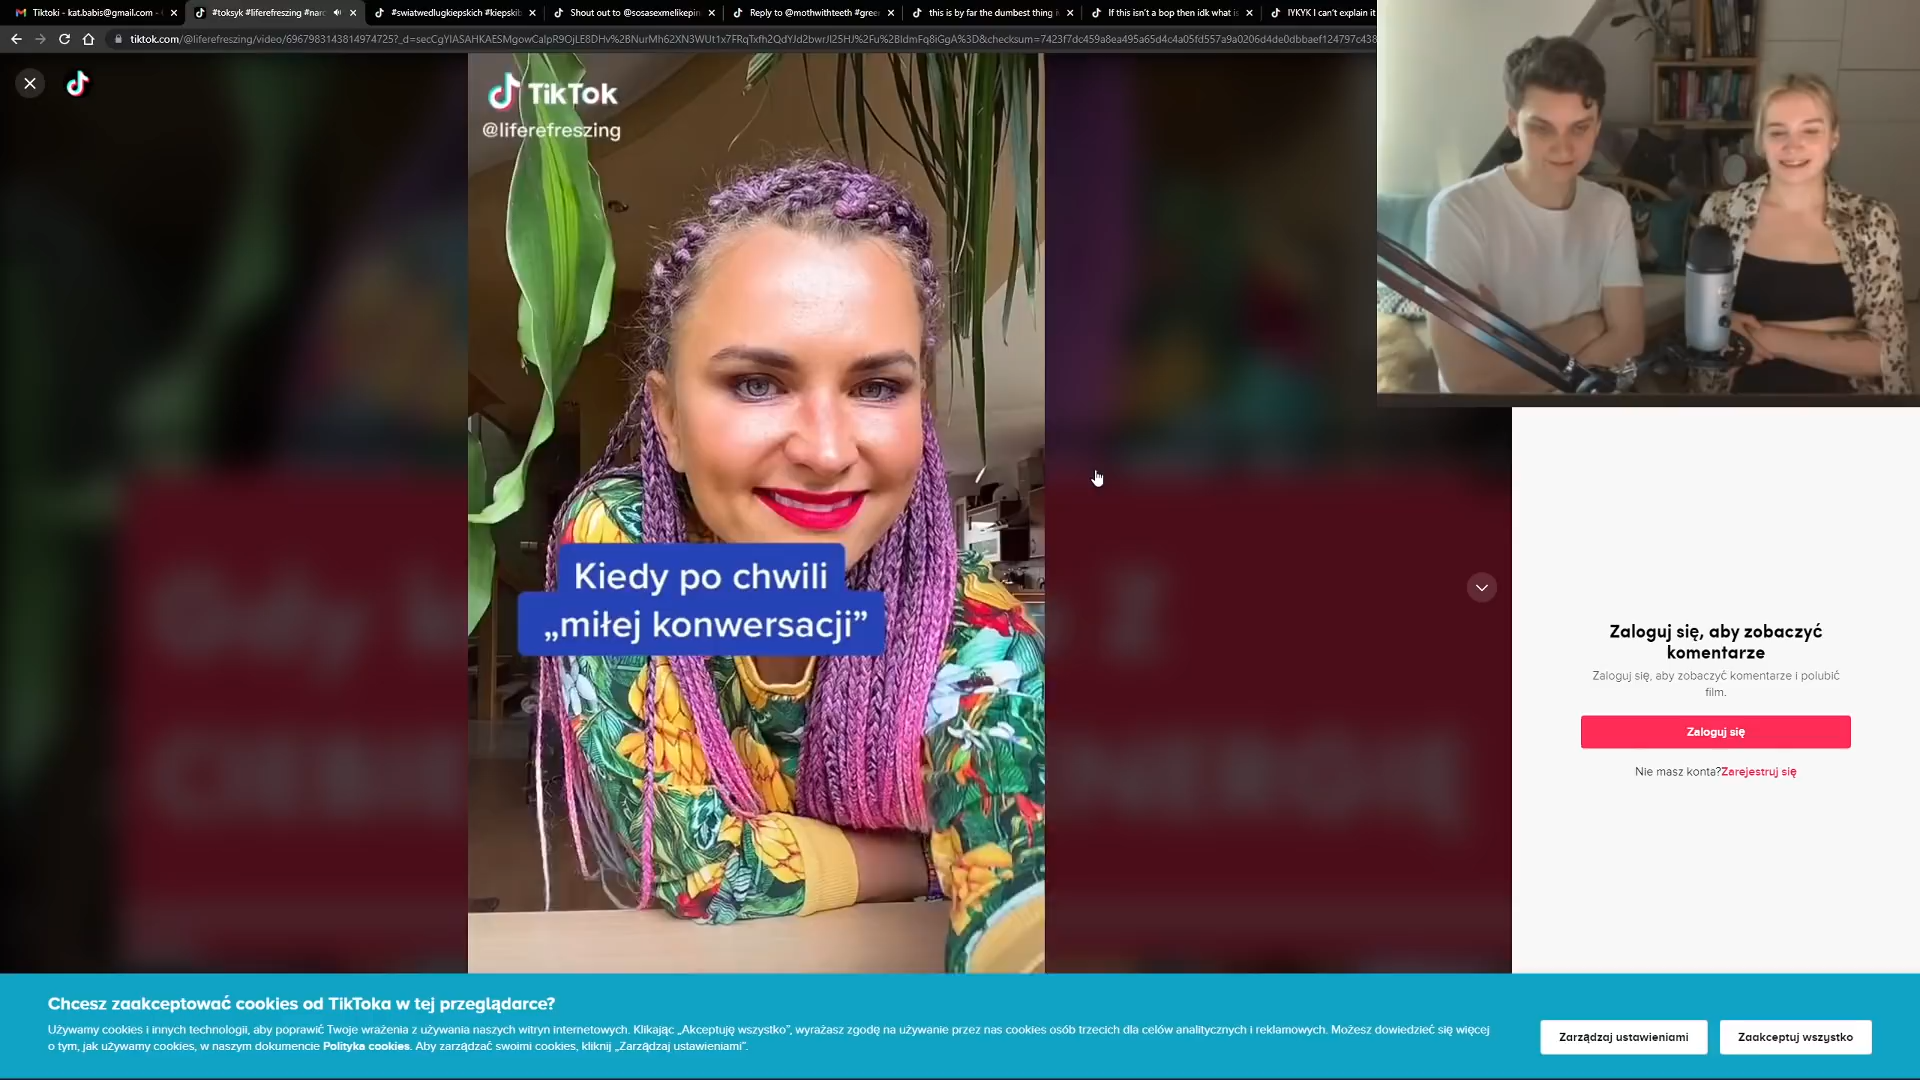 Tiktoki - kat.babis@gmail.com -
#toksyk #liferefreszing #narc
#swiatwedlugkiepskich #kiepskib
Shout out to @sosasexmelikepin
Reply to @mothwithteeth #gree
this is by far the dumbest thing i
If this isn't a bop then idk what is
IYKYK I can't explain it
TikTok
@liferefreszing
Kiedy po chwili
„miłej konwersacji”
Zaloguj się, aby zobaczyć
komentarze
Zaloguj się, aby zobaczyć komentarze i polubić
film.
Zaloguj się
Nie masz konta?Zarejestruj się
Chcesz zaakceptować cookies od TikToka w tej przeglądarce?
Używamy cookies i innych technologii, aby poprawić Twoje wrażenia z używania naszych witryn internetowych. Klikając „Akceptuję wszystko”, wyrażasz zgodę na używanie przez nas cookies osób trzecich dla celów analitycznych i reklamowych. Możesz dowiedzieć się więcej
o tym, jak używamy cookies, w naszym dokumencie Polityka cookies. Aby zarządzać swoimi cookies, kliknij „Zarządzaj ustawieniami”.
Zarządzaj ustawieniami
Zaakceptuj wszystko